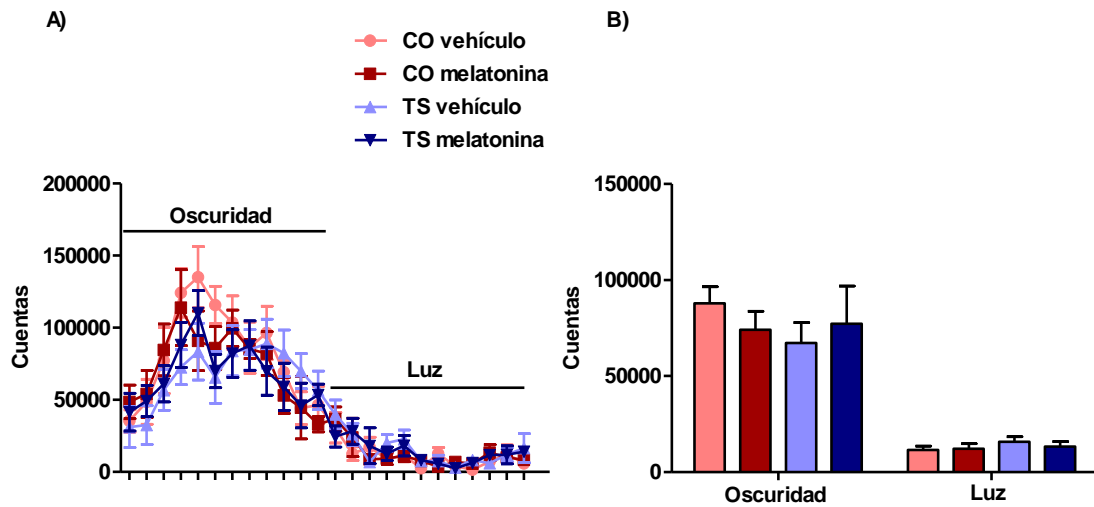 A)
CO vehículo
CO melatonina
TS vehículo
TS melatonina
200000
150000
100000
50000
0
Cuentas
Oscuridad
Luz
B)
150000
100000
50000
0
Cuentas
Oscuridad
Luz